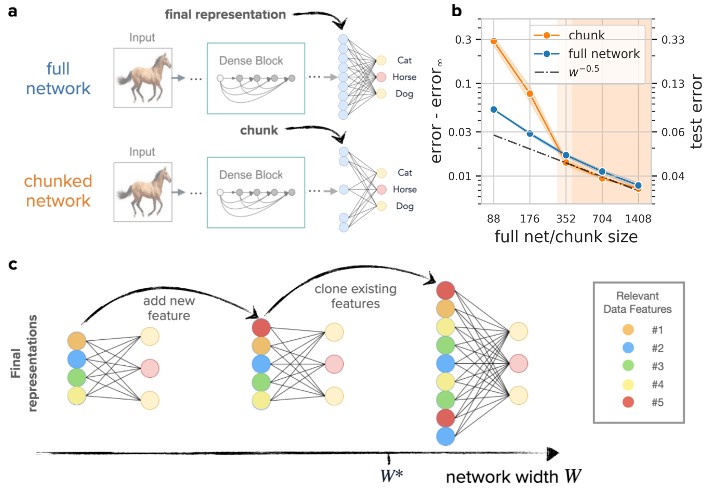 a
final representation
Input
full
network
Dense Block
...
...
Cat
Horse
Dog
chunk
Input
chunked
network
Dense Block
...
...
Cat
Horse
Dog
b
chunk
full network
w^{-0.5}
error - error_∞
0.3
0.1
0.03
0.01
0.33
0.13
0.06
0.04
test error
88 176 352 704 1408
full net/chunk size
c
Final
representations
add new
feature
clone existing
features
Relevant
Data Features
#1
#2
#3
#4
#5
W*
network width W